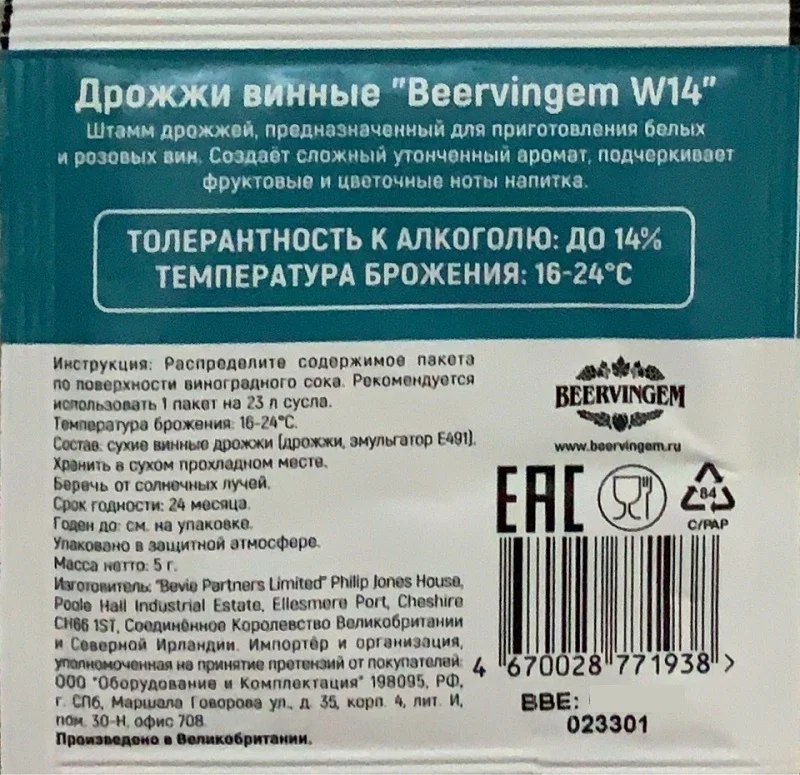 Дрожжи винные "Beervingem W14"
Штамм дрожжей, предназначенный для приготовления белых
и розовых вин. Создаёт сложный утонченный аромат, подчеркивает
фруктовые и цветочные ноты напитка.
ТОЛЕРАНТНОСТЬ К АЛКОГОЛЮ: ДО 14%
ТЕМПЕРАТУРА БРОЖЕНИЯ: 16-24°С
Инструкция: Распределите содержимое пакета
по поверхности виноградного сока. Рекомендуется
использовать 1 пакет на 23 л сусла.
Температура брожения: 16-24°С.
Состав: сухие винные дрожжи (дрожжи, эмульгатор Е491).
Хранить в сухом прохладном месте.
Беречь от солнечных лучей.
Срок годности: 24 месяца.
Годен до: см. на упаковке.
Упаковано в защитной атмосфере.
Масса нетто: 5 г.
Изготовитель: "Bevie Partners Limited" Philip Jones House,
Poole Hall Industrial Estate, Ellesmere Port, Cheshire
CH66 1ST, Соединённое Королевство Великобритании
и Северной Ирландии. Импортёр и организация,
уполномоченная на принятие претензий от покупателей:
ООО "Оборудование и Комплектация" 198095, РФ,
г. СПб, Маршала Говорова ул., д. 35, корп. 4, лит. И,
пом. 30-Н, офис 708.
Произведено в Великобритании.
BEERVINGEM
www.beervingem.ru
EAC
84
C/PAP
4 670028 771938 >
BBE:
023301